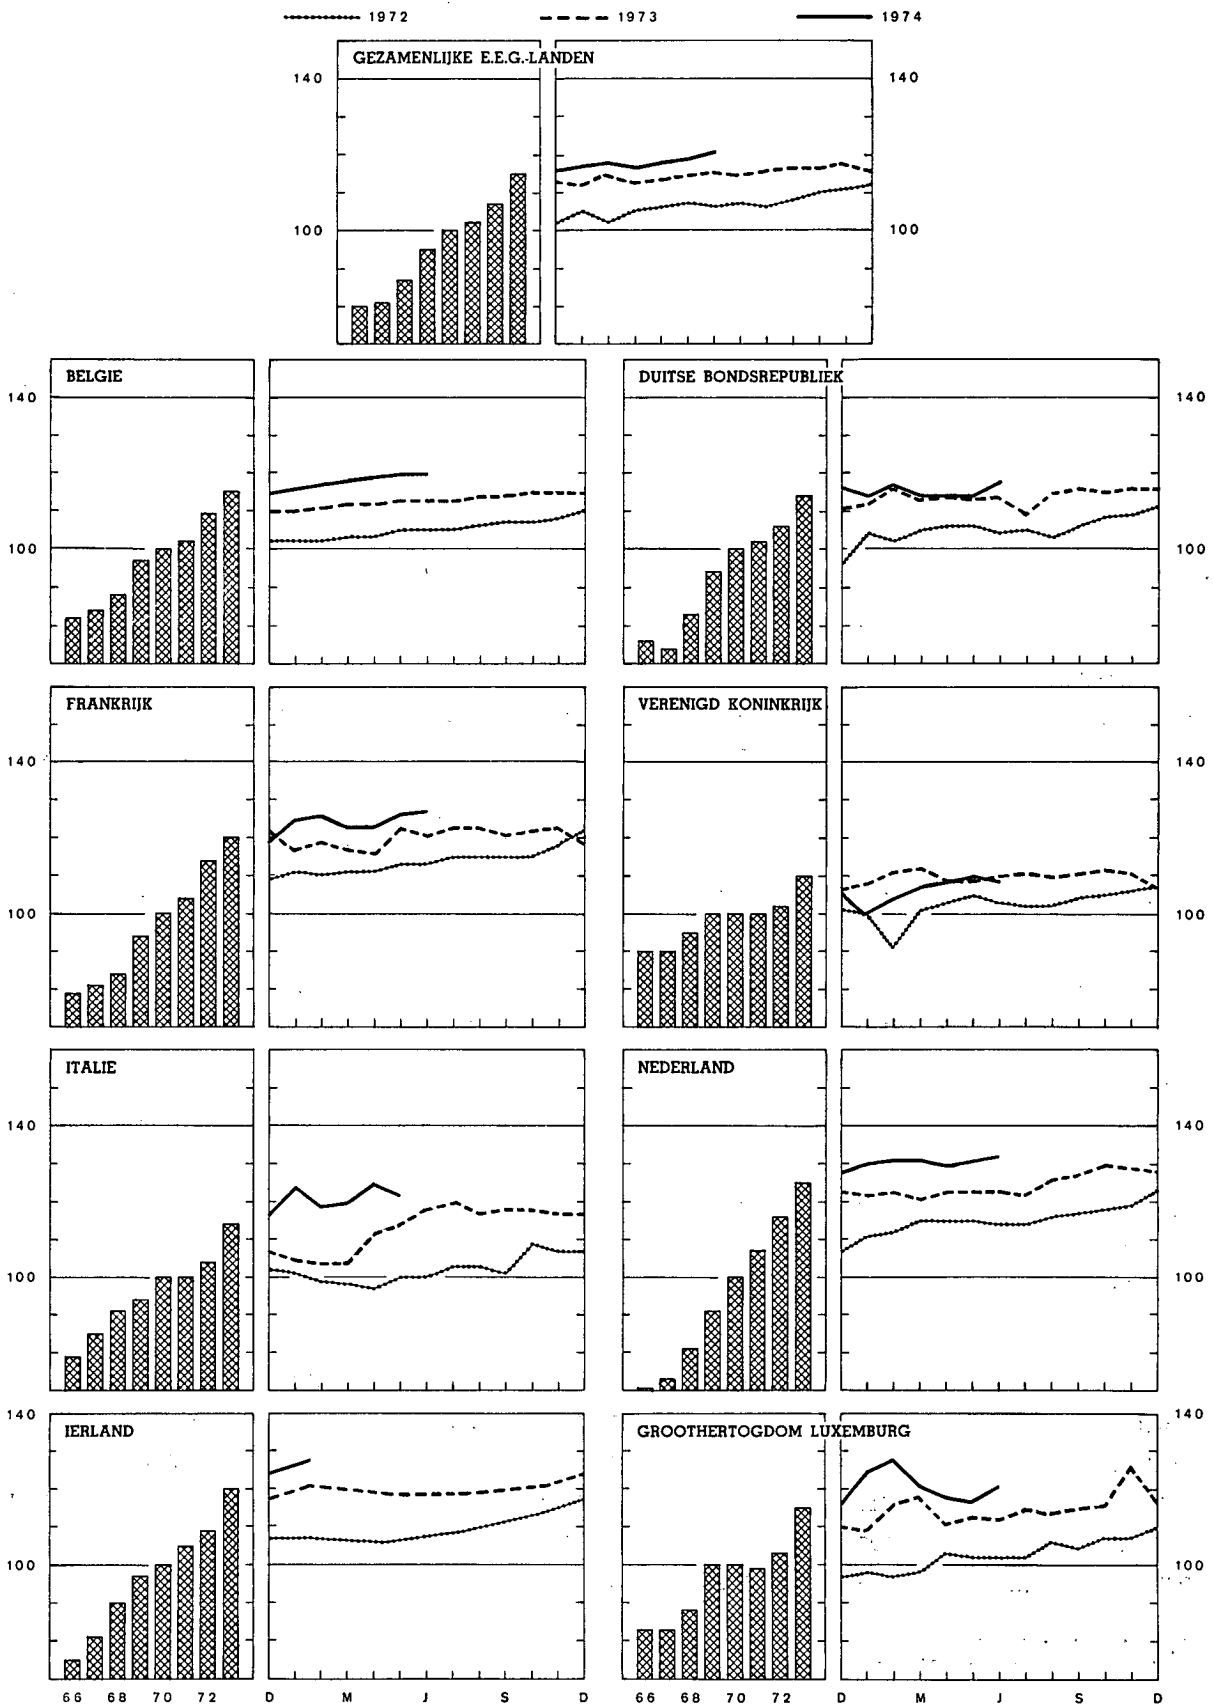 1972 1973 1974
GEZAMENLIJKE E.E.G.-LANDEN
140 140
100 100
BELGIE DUITSE BONDSREPUBLIEK
140 140
100 100
FRANKRIJK VERENIGD KONINKRIJK
140 140
100 100
ITALIE NEDERLAND
140 140
100 100
140 140
IERLAND GROOTHERTOGDOM LUXEMBURG
100 100
66 68 70 72 D M J S D 66 68 70 72 D M J S D